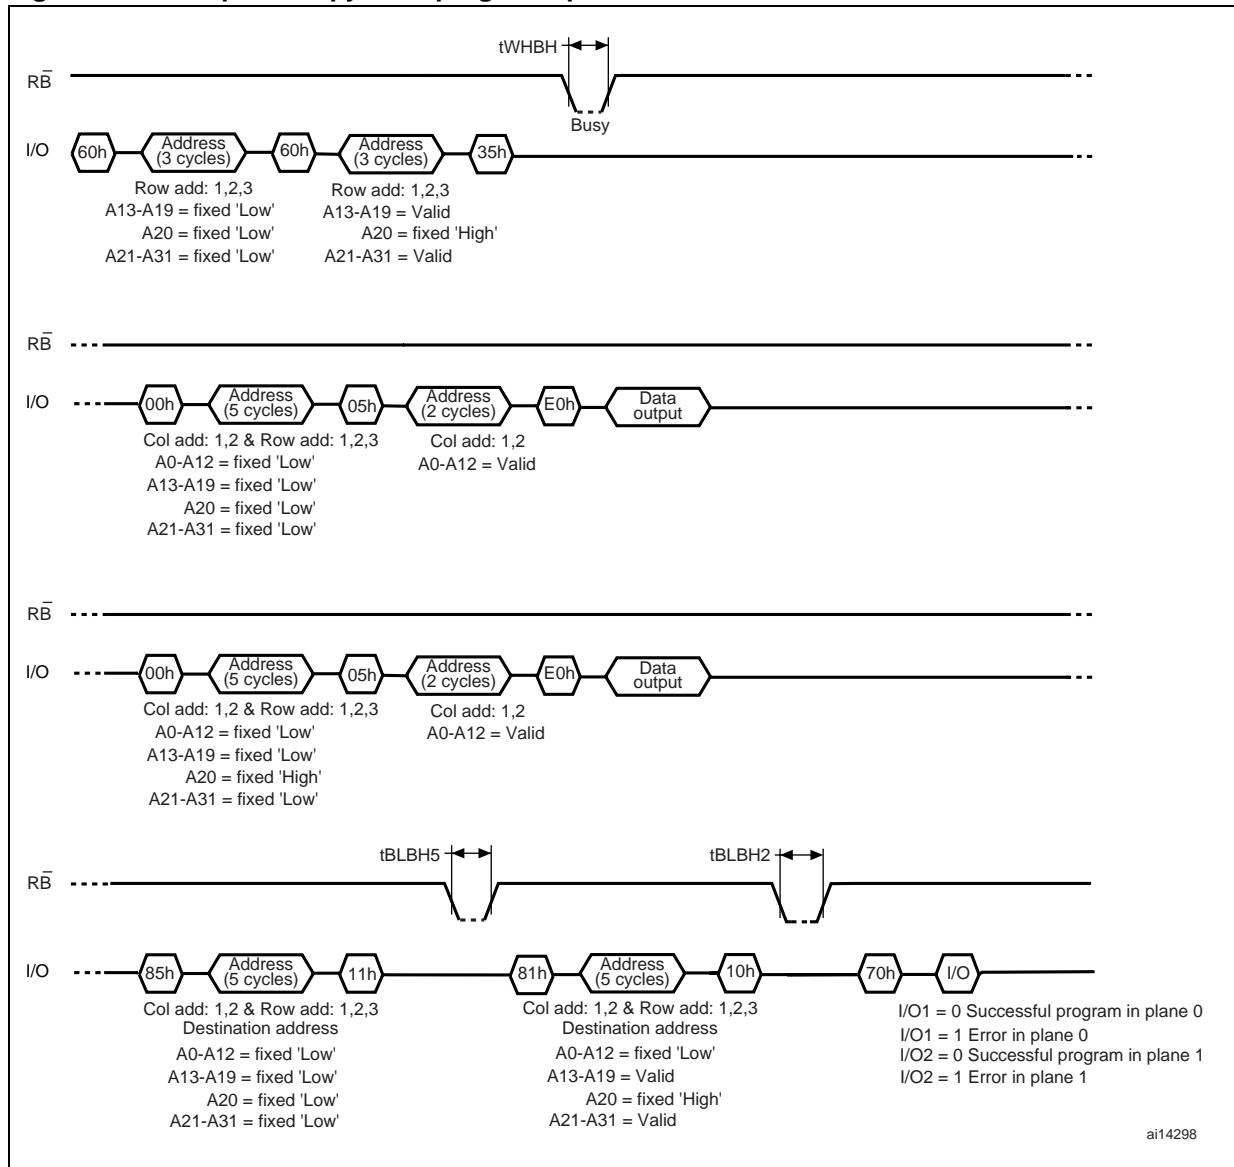 tWHBH
RB̅
Busy
I/O 60h Address (3 cycles) 60h Address (3 cycles) 35h
Row add: 1,2,3 Row add: 1,2,3
A13-A19 = fixed 'Low' A13-A19 = Valid
A20 = fixed 'Low' A20 = fixed 'High'
A21-A31 = fixed 'Low' A21-A31 = Valid
RB̅
I/O 00h Address (5 cycles) 05h Address (2 cycles) E0h Data output
Col add: 1,2 & Row add: 1,2,3 Col add: 1,2
A0-A12 = fixed 'Low' A0-A12 = Valid
A13-A19 = fixed 'Low'
A20 = fixed 'Low'
A21-A31 = fixed 'Low'
RB̅
I/O 00h Address (5 cycles) 05h Address (2 cycles) E0h Data output
Col add: 1,2 & Row add: 1,2,3 Col add: 1,2
A0-A12 = fixed 'Low' A0-A12 = Valid
A13-A19 = fixed 'Low'
A20 = fixed 'High'
A21-A31 = fixed 'Low'
tBLBH5 tBLBH2
RB̅
I/O 85h Address (5 cycles) 11h 81h Address (5 cycles) 10h 70h I/O
Col add: 1,2 & Row add: 1,2,3 Col add: 1,2 & Row add: 1,2,3 I/O1 = 0 Successful program in plane 0
Destination address Destination address I/O1 = 1 Error in plane 0
A0-A12 = fixed 'Low' A0-A12 = fixed 'Low' I/O2 = 0 Successful program in plane 1
A13-A19 = fixed 'Low' A13-A19 = Valid I/O2 = 1 Error in plane 1
A20 = fixed 'Low' A20 = fixed 'High'
A21-A31 = fixed 'Low' A21-A31 = Valid
ai14298